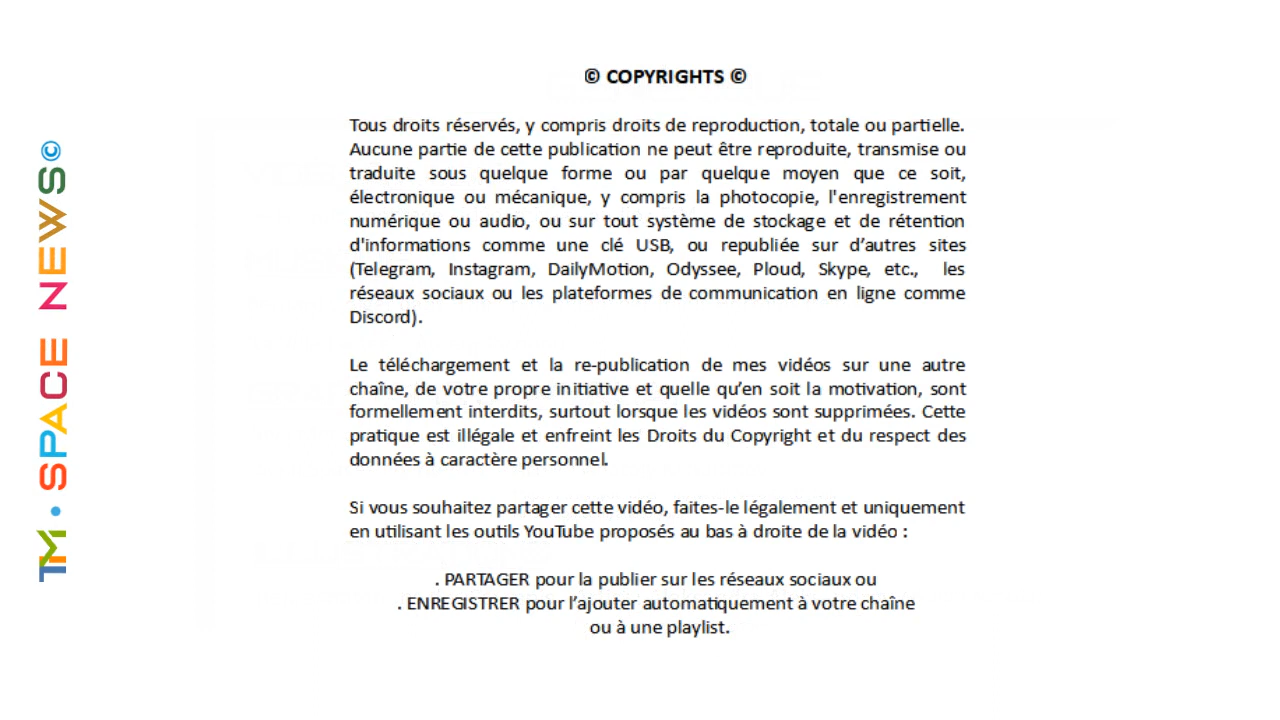 © COPYRIGHTS ©
Tous droits réservés, y compris droits de reproduction, totale ou partielle.
Aucune partie de cette publication ne peut être reproduite, transmise ou
traduite sous quelque forme ou par quelque moyen que ce soit,
électronique ou mécanique, y compris la photocopie, l'enregistrement
numérique ou audio, ou sur tout système de stockage et de rétention
d'informations comme une clé USB, ou republiée sur d’autres sites
(Telegram, Instagram, DailyMotion, Odyssee, Ploud, Skype, etc., les
réseaux sociaux ou les plateformes de communication en ligne comme
Discord).
Le téléchargement et la re-publication de mes vidéos sur une autre
chaîne, de votre propre initiative et quelle qu’en soit la motivation, sont
formellement interdits, surtout lorsque les vidéos sont supprimées. Cette
pratique est illégale et enfreint les Droits du Copyright et du respect des
données à caractère personnel.
Si vous souhaitez partager cette vidéo, faites-le légalement et uniquement
en utilisant les outils YouTube proposés au bas à droite de la vidéo :
. PARTAGER pour la publier sur les réseaux sociaux ou
. ENREGISTRER pour l’ajouter automatiquement à votre chaîne
ou à une playlist.
TM • SPACE NEWS©